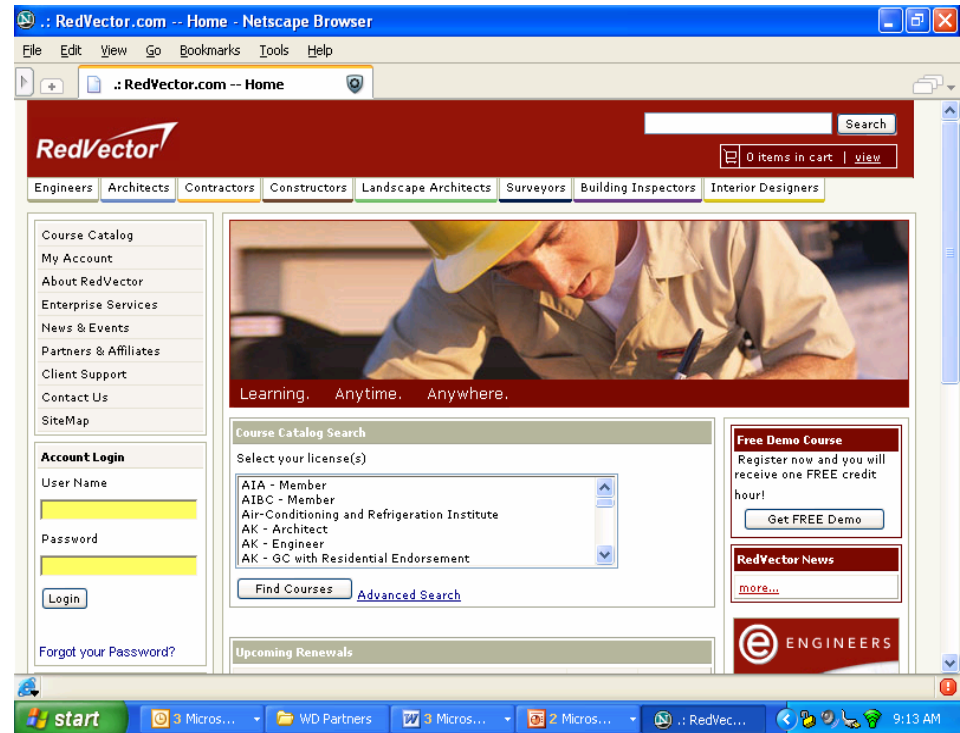 .: RedVector.com -- Home - Netscape Browser
File Edit View Go Bookmarks Tools Help
.: RedVector.com -- Home
RedVector
Search
0 items in cart | view
Engineers Architects Contractors Constructors Landscape Architects Surveyors Building Inspectors Interior Designers
Course Catalog
My Account
About RedVector
Enterprise Services
News & Events
Partners & Affiliates
Client Support
Contact Us
SiteMap
Account Login
User Name
Password
Login
Forgot your Password?
Learning. Anytime. Anywhere.
Course Catalog Search
Select your license(s)
AIA - Member
AIBC - Member
Air-Conditioning and Refrigeration Institute
AK - Architect
AK - Engineer
AK - GC with Residential Endorsement
Find Courses Advanced Search
Upcoming Renewals
Free Demo Course
Register now and you will
receive one FREE credit
hour!
Get FREE Demo
RedVector News
more...
e ENGINEERS
start 3 Micros... WD Partners 3 Micros... 2 Micros... .: RedVec... 9:13 AM